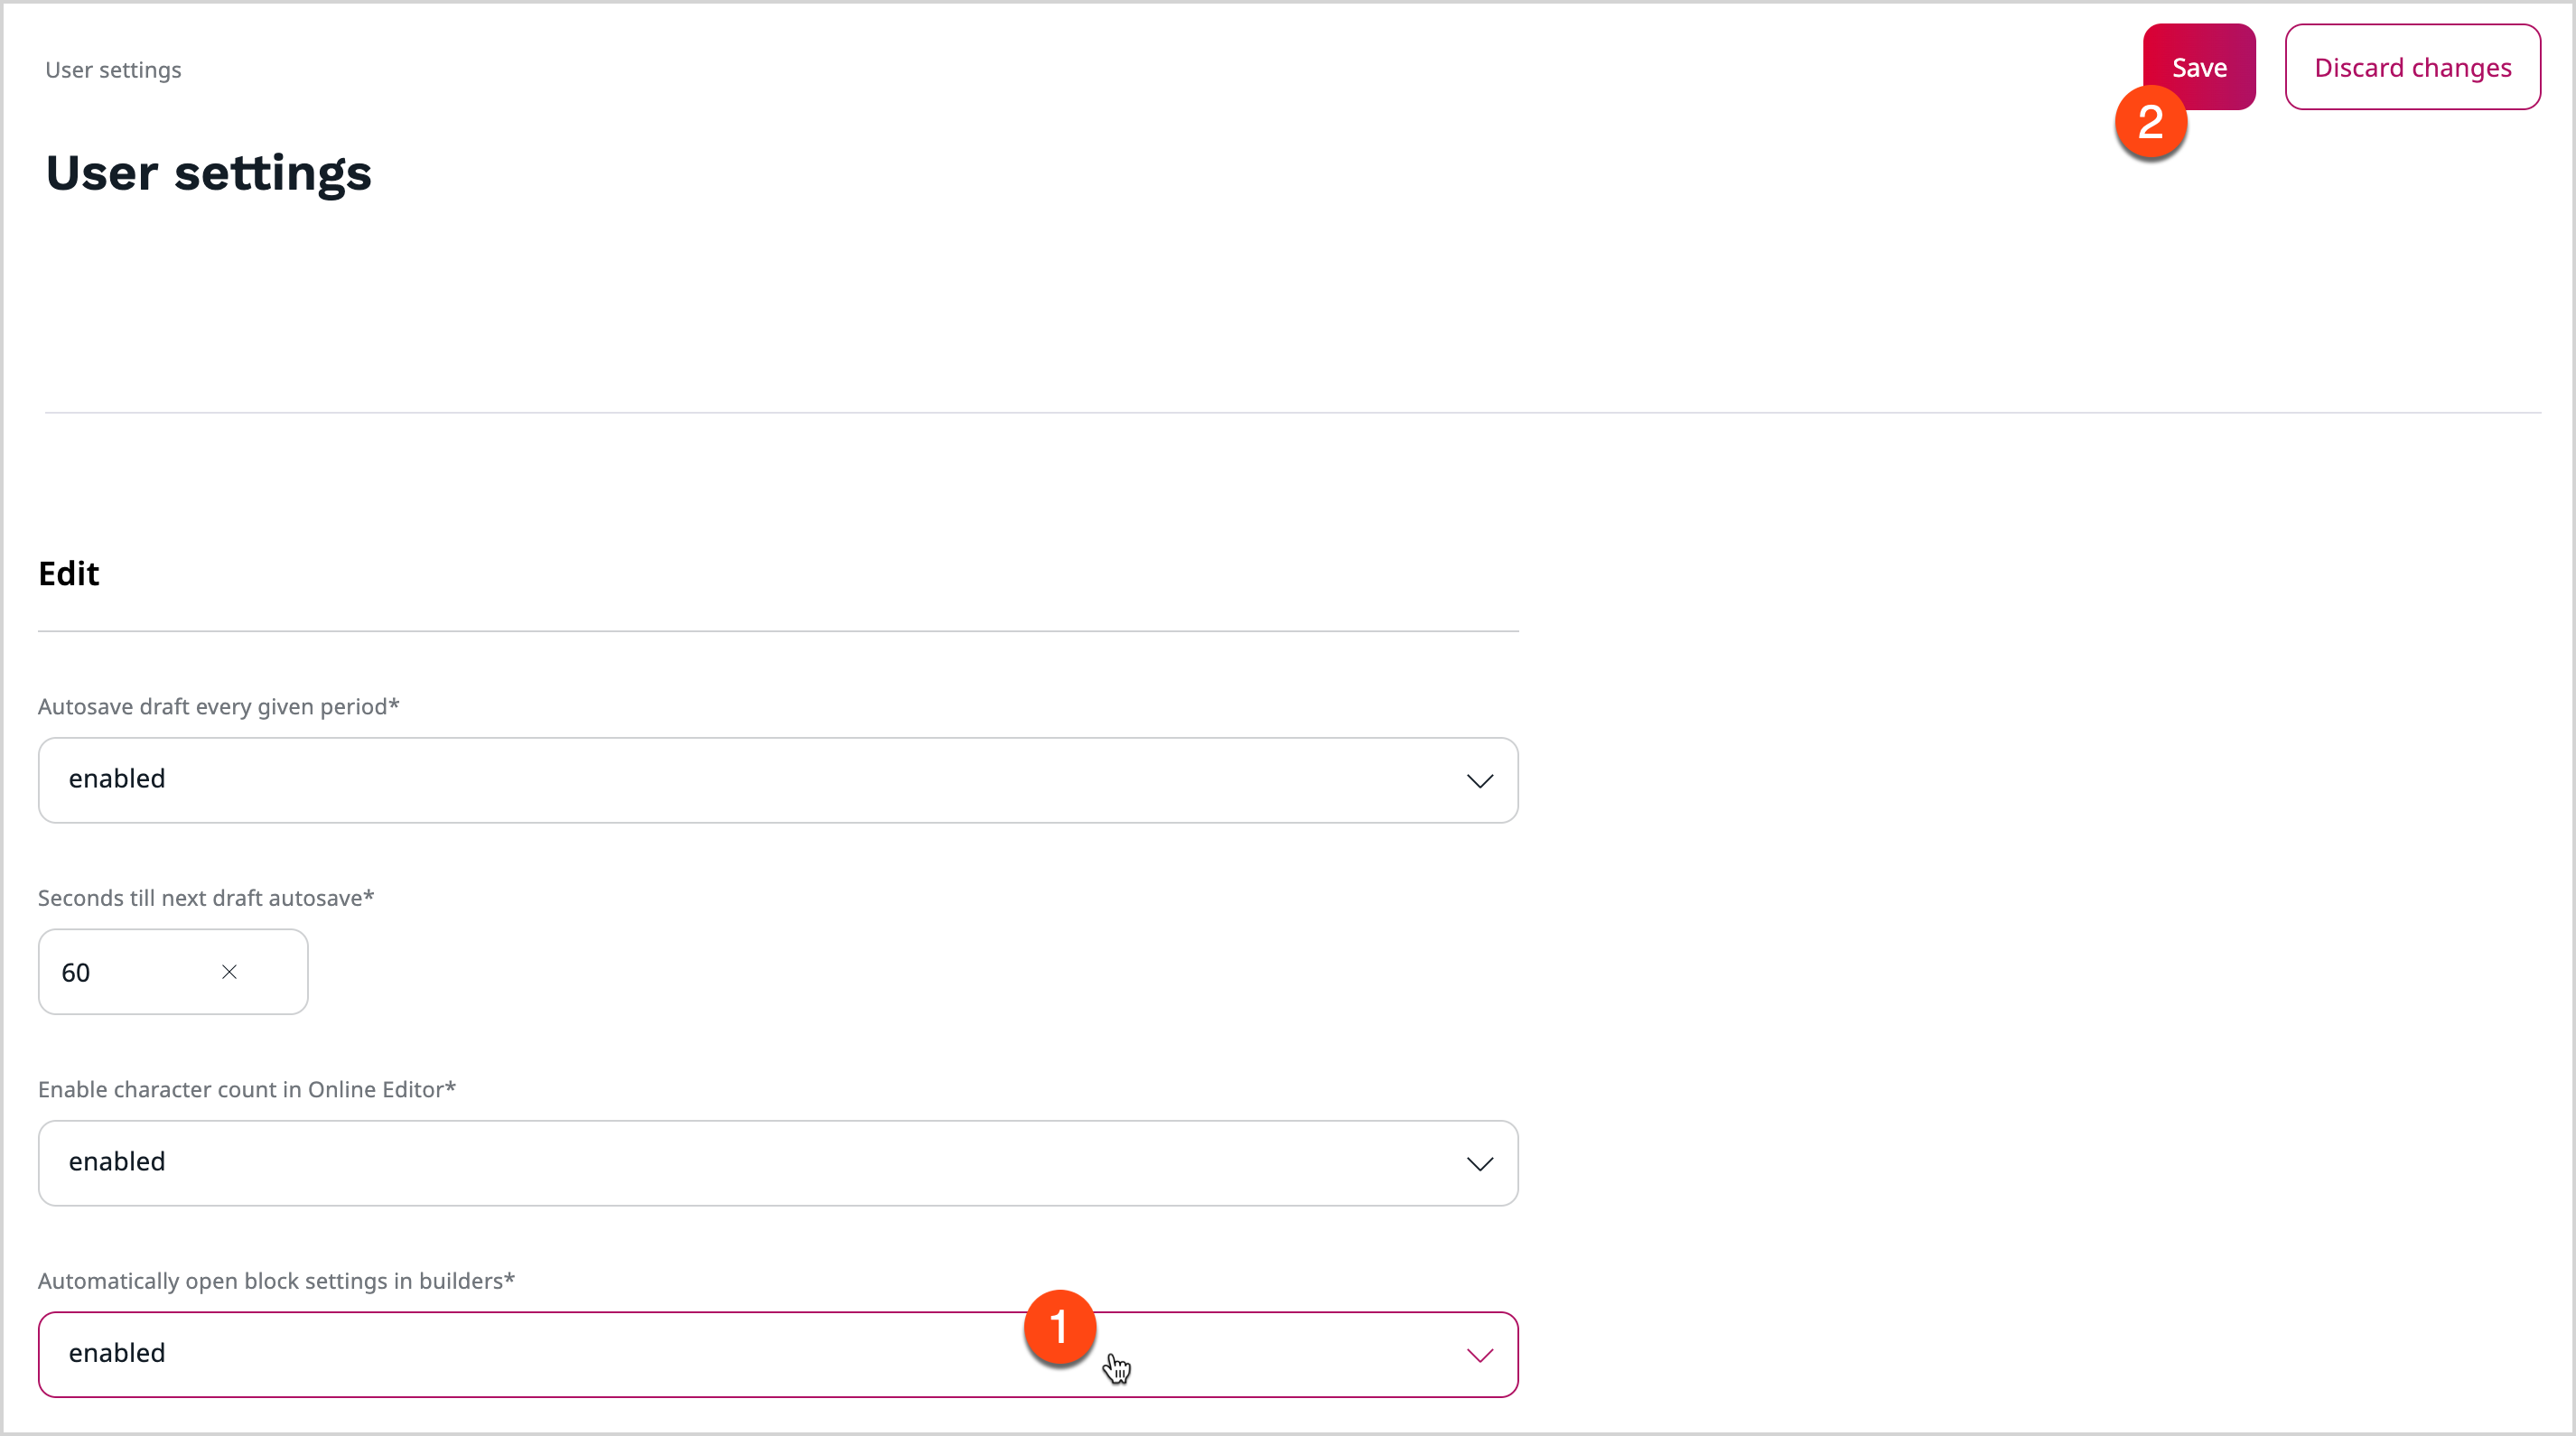 User settings
Save
Discard changes
2
User settings
Edit
Autosave draft every given period*
enabled
Seconds till next draft autosave*
60
Enable character count in Online Editor*
enabled
Automatically open block settings in builders*
1
enabled